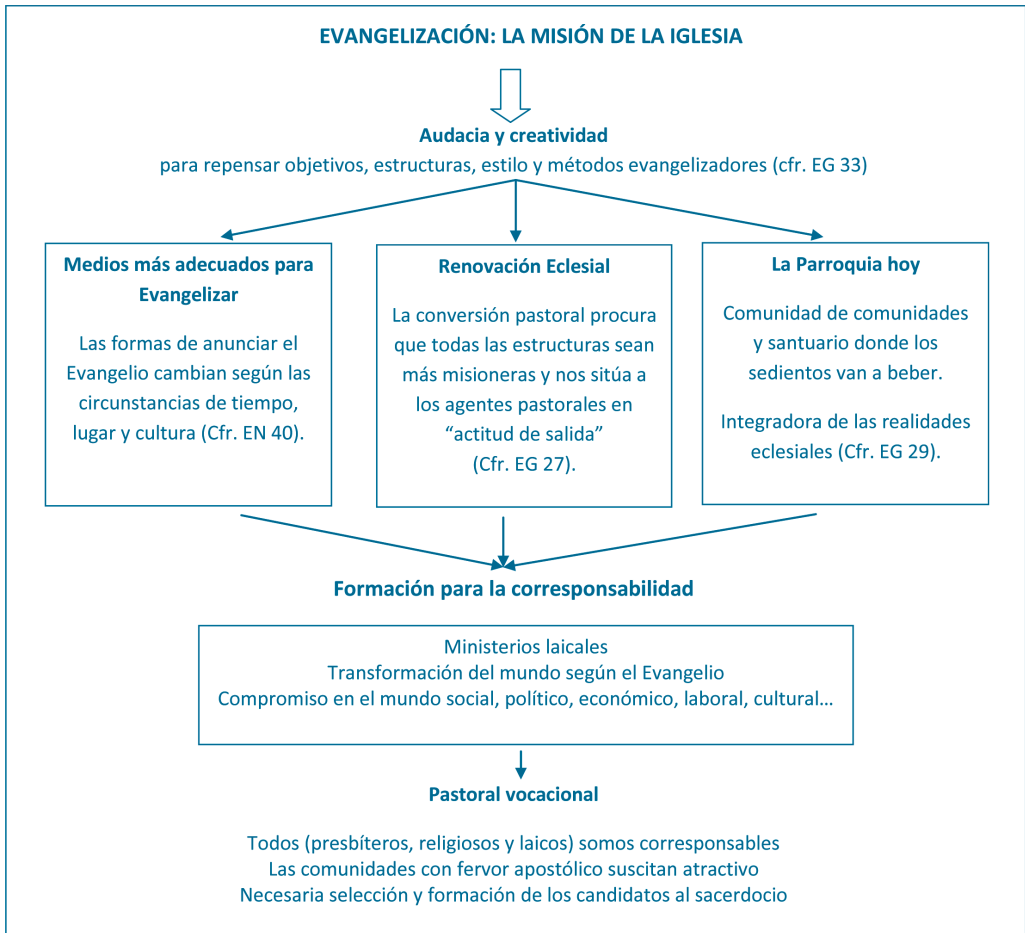 EVANGELIZACIÓN: LA MISIÓN DE LA IGLESIA
Audacia y creatividad
para repensar objetivos, estructuras, estilo y métodos evangelizadores (cfr. EG 33)
Medios más adecuados para
Evangelizar
Las formas de anunciar el
Evangelio cambian según las
circunstancias de tiempo,
lugar y cultura (Cfr. EN 40).
Renovación Eclesial
La conversión pastoral procura
que todas las estructuras sean
más misioneras y nos sitúa a
los agentes pastorales en
“actitud de salida”
(Cfr. EG 27).
La Parroquia hoy
Comunidad de comunidades
y santuario donde los
sedientos van a beber.
Integradora de las realidades
eclesiales (Cfr. EG 29).
Formación para la corresponsabilidad
Ministerios laicales
Transformación del mundo según el Evangelio
Compromiso en el mundo social, político, económico, laboral, cultural…
Pastoral vocacional
Todos (presbíteros, religiosos y laicos) somos corresponsables
Las comunidades con fervor apostólico suscitan atractivo
Necesaria selección y formación de los candidatos al sacerdocio